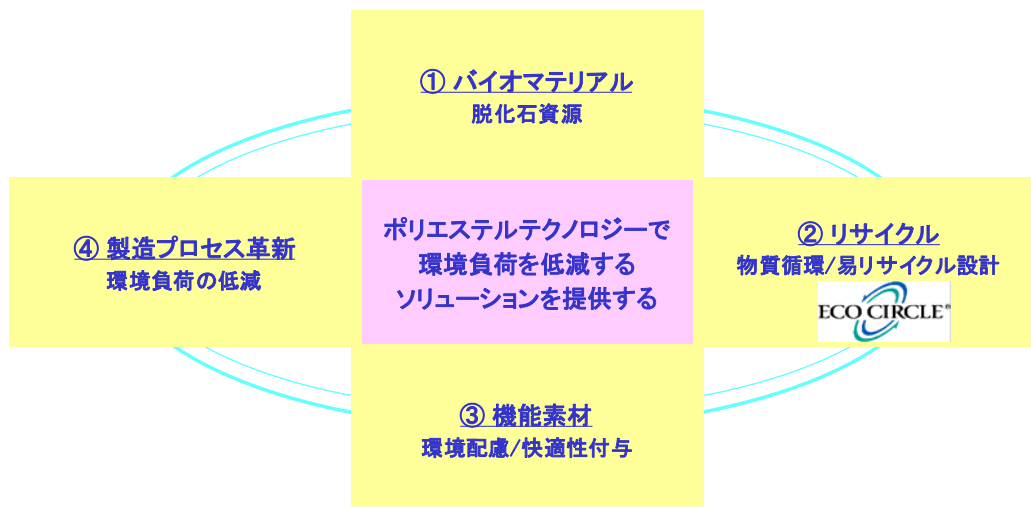 ① バイオマテリアル
脱化石資源
ポリエステルテクノロジーで
環境負荷を低減する
ソリューションを提供する
② リサイクル
物質循環/易リサイクル設計
ECO CIRCLE®
③ 機能素材
環境配慮/快適性付与
④ 製造プロセス革新
環境負荷の低減